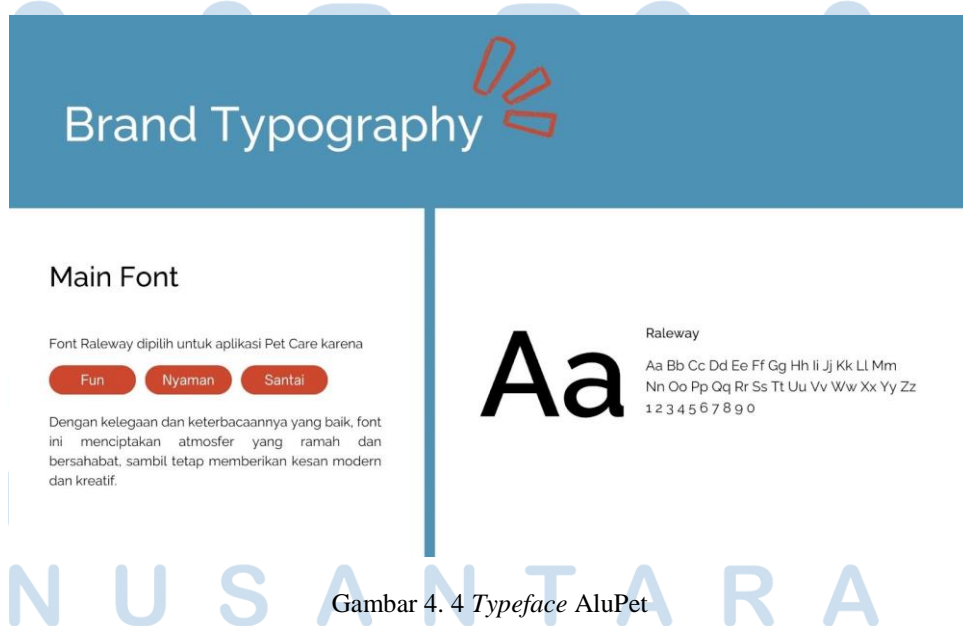 Brand Typography
Main Font
Font Raleway dipilih untuk aplikasi Pet Care karena
Fun Nyaman Santai
Dengan kelegaan dan keterbacaannya yang baik, font
ini menciptakan atmosfer yang ramah dan
bersahabat, sambil tetap memberikan kesan modern
dan kreatif.
Aa
Raleway
Aa Bb Cc Dd Ee Ff Gg Hh Ii Jj Kk Ll Mm
Nn Oo Pp Qq Rr Ss Tt Uu Vv Ww Xx Yy Zz
1 2 3 4 5 6 7 8 9 0
NUSANTARA
Gambar 4. 4 Typeface AluPet